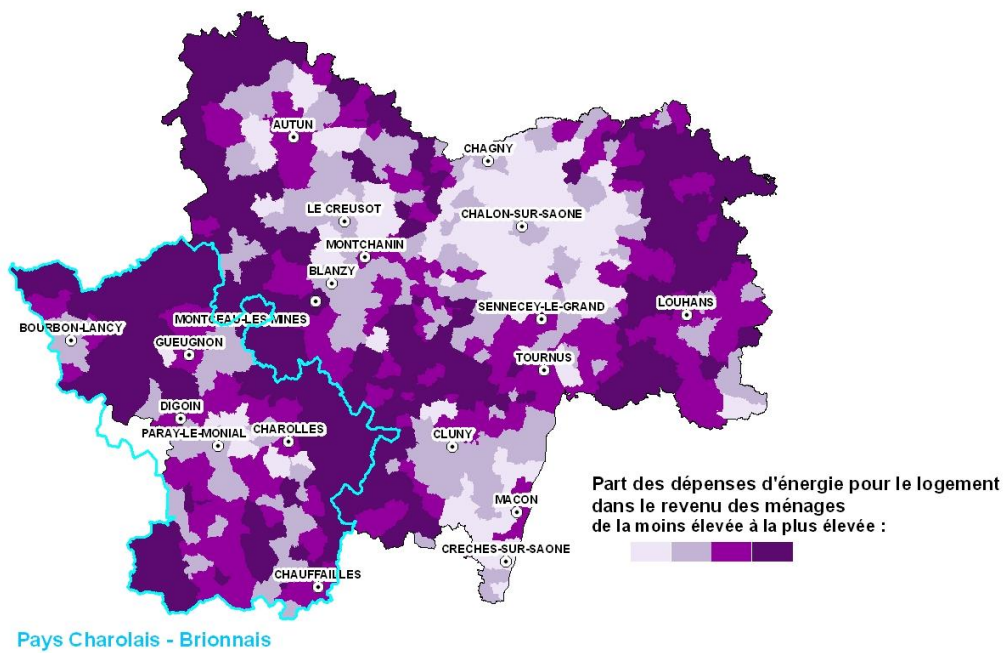 AUTUN
CHAGNY
LE CREUSOT
CHALON-SUR-SAONE
MONTCHANIN
BLANZY
SENNECEY-LE-GRAND
LOUHANS
MONTCEAU-LES-MINES
BOURBON-LANCY
GUEUGNON
TOURNUS
DIGOIN
PARAY-LE-MONIAL
CHAROLLES
CLUNY
MACON
CRECHES-SUR-SAONE
CHAUFFAILLES
Part des dépenses d'énergie pour le logement
dans le revenu des ménages
de la moins élevée à la plus élevée :
Pays Charolais - Brionnais